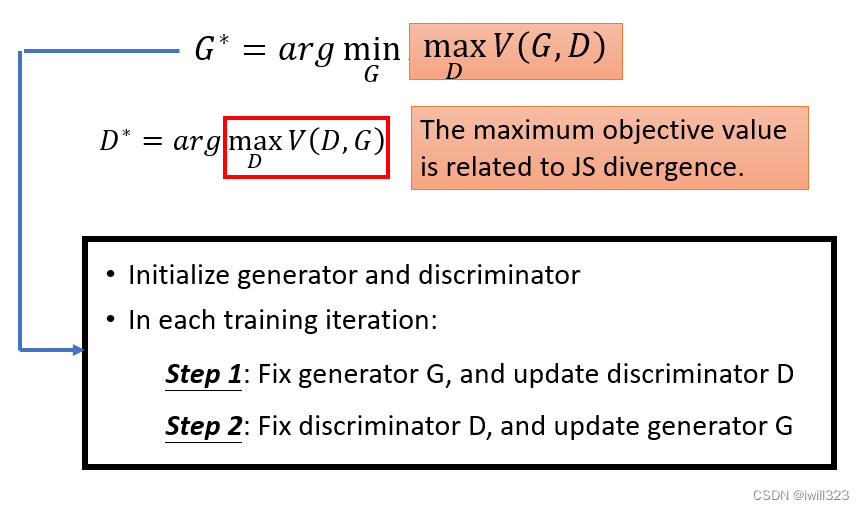 G* = arg min_G max_D V(G, D)
D* = arg max_D V(D, G)
The maximum objective value
is related to JS divergence.
• Initialize generator and discriminator
• In each training iteration:
Step 1: Fix generator G, and update discriminator D
Step 2: Fix discriminator D, and update generator G
CSDN @iwill323